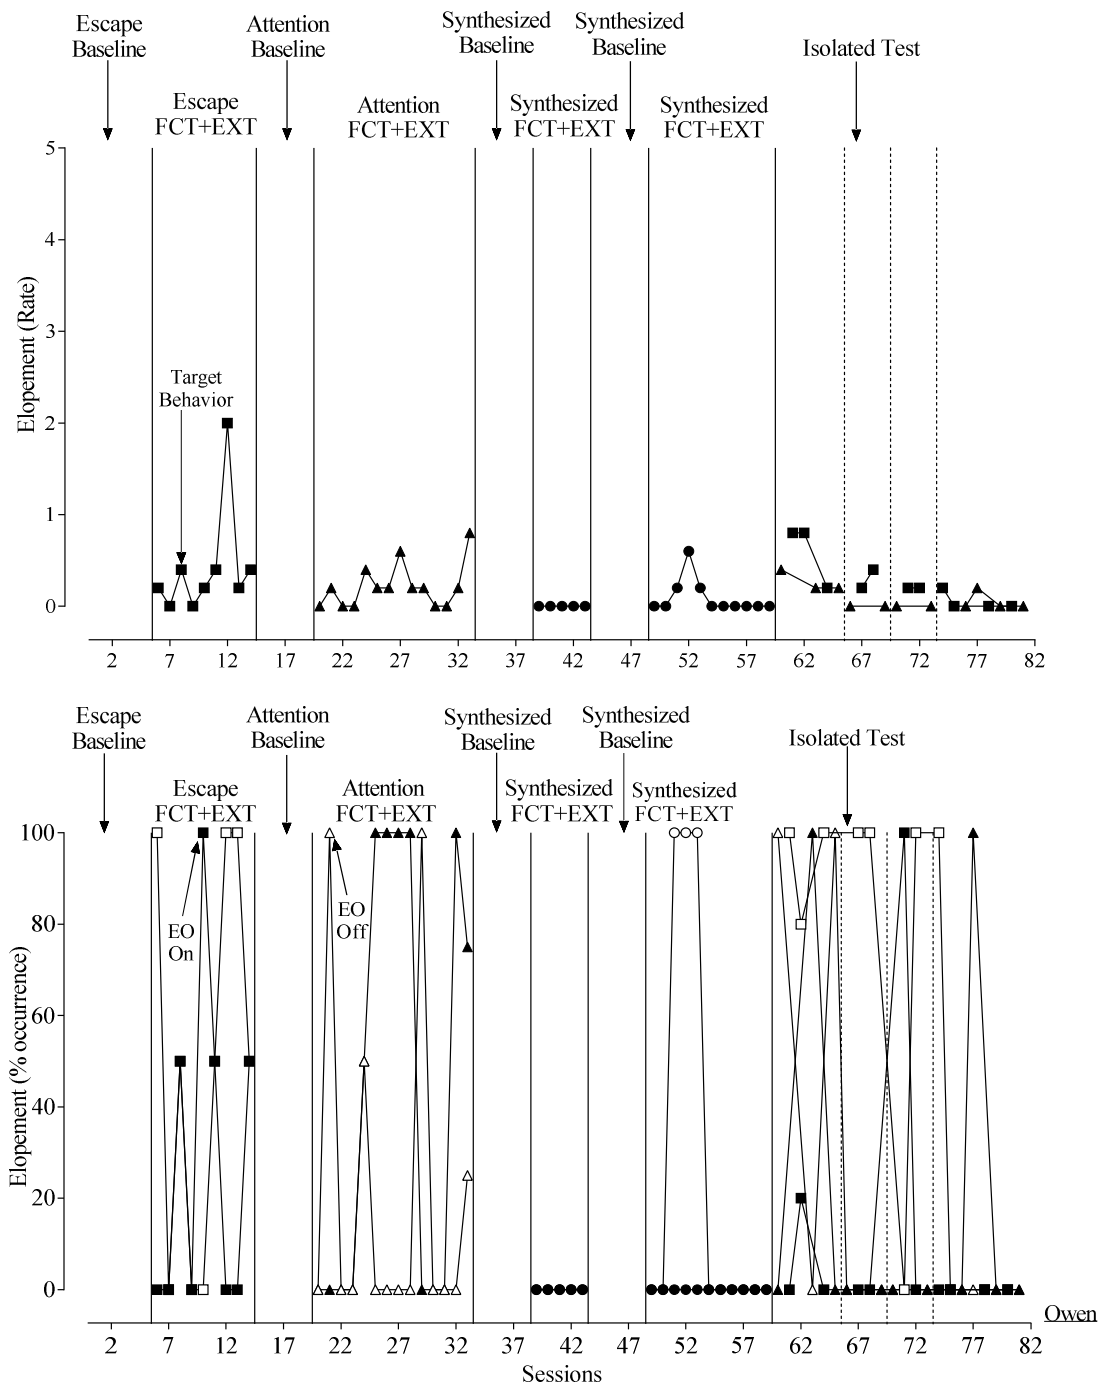 Escape
Baseline
Attention
Baseline
Synthesized
Baseline
Synthesized
Baseline
Isolated Test
Escape
FCT+EXT
Attention
FCT+EXT
Synthesized
FCT+EXT
Synthesized
FCT+EXT
5
4
3
2
1
0
Elopement (Rate)
Target
Behavior
2 7 12 17 22 27 32 37 42 47 52 57 62 67 72 77 82
Escape
Baseline
Attention
Baseline
Synthesized
Baseline
Synthesized
Baseline
Isolated Test
Escape
FCT+EXT
Attention
FCT+EXT
Synthesized
FCT+EXT
Synthesized
FCT+EXT
100
80
60
40
20
0
Elopement (% occurrence)
EO
On
EO
Off
Owen
2 7 12 17 22 27 32 37 42 47 52 57 62 67 72 77 82
Sessions